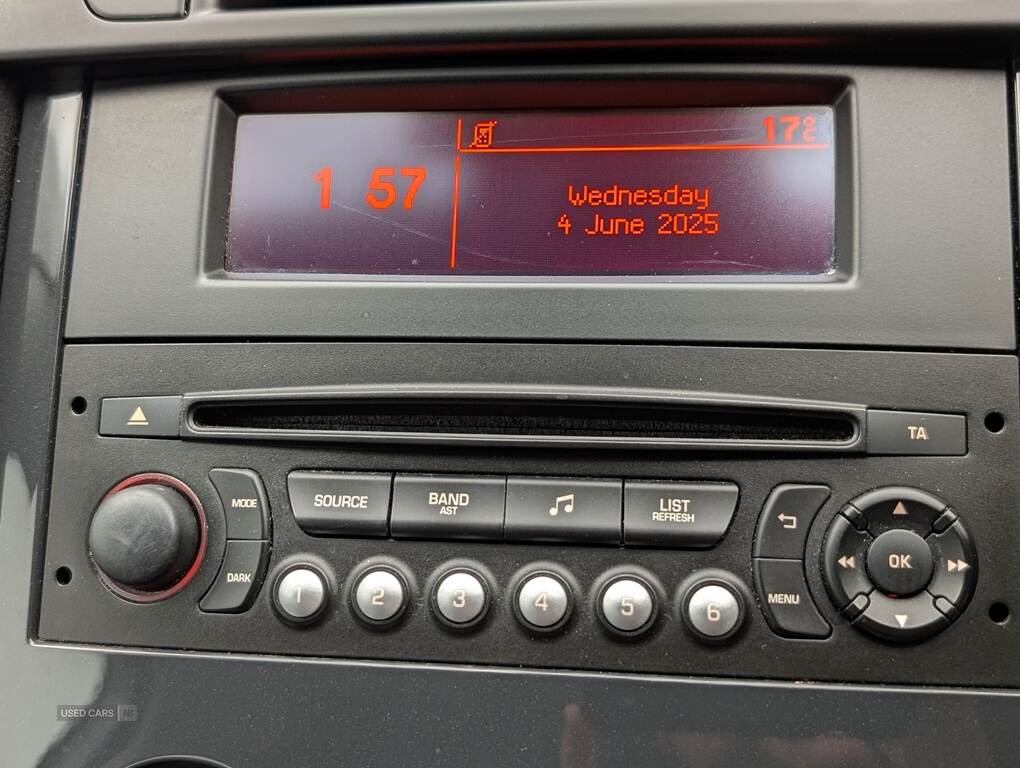 17°C
1 57
Wednesday
4 June 2025
TA
MODE
SOURCE
BAND
AST
LIST
REFRESH
DARK
1 2 3 4 5 6
MENU
OK
USED CARS NI